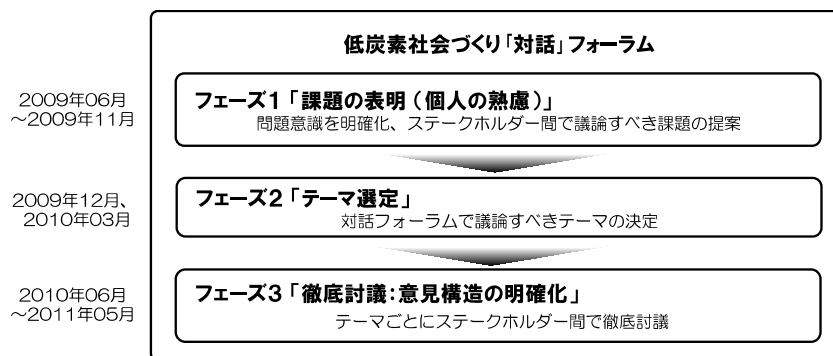 低炭素社会づくり「対話」フォーラム
2009年06月
～2009年11月
フェーズ1「課題の表明（個人の熟慮）」
問題意識を明確化、ステークホルダー間で議論すべき課題の提案
2009年12月、
2010年03月
フェーズ2「テーマ選定」
対話フォーラムで議論すべきテーマの決定
2010年06月
～2011年05月
フェーズ3「徹底討議：意見構造の明確化」
テーマごとにステークホルダー間で徹底討議